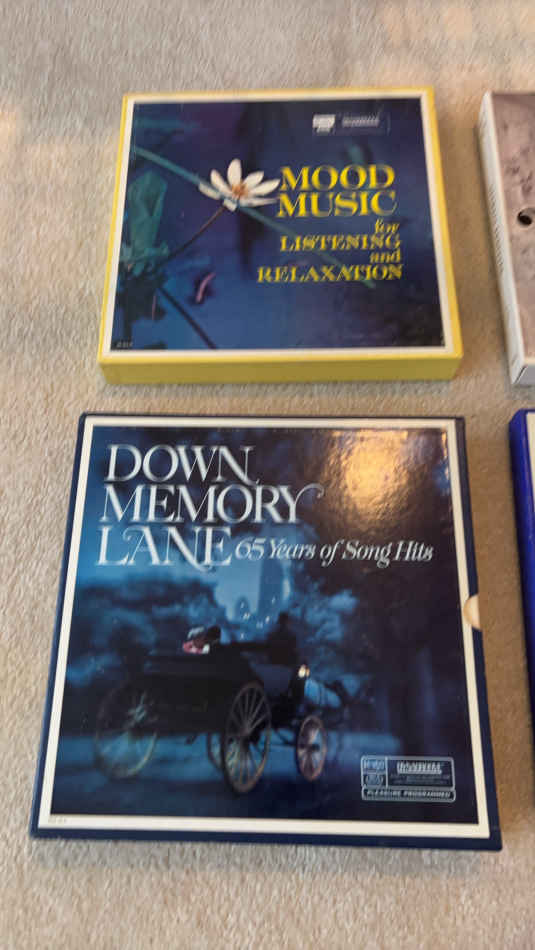 MOOD
MUSIC
for
LISTENING
and
RELAXATION
DOWN
MEMORY
LANE 65 Years of Song Hits
PLEASURE PROGRAMMED